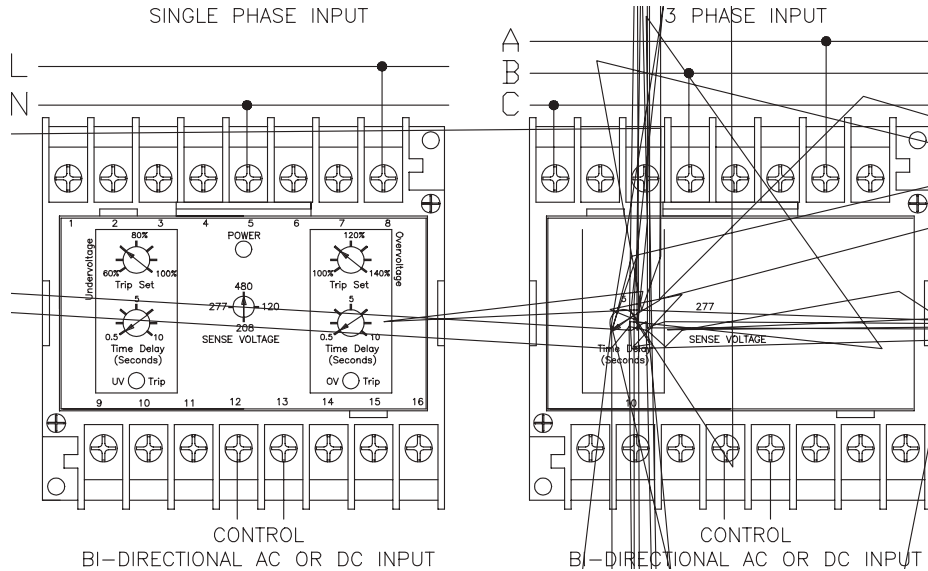 SINGLE PHASE INPUT
L
N
1 2 3 4 5 6 7 8
Undervoltage
80%
60% 100%
Trip Set
5
0.5 10
Time Delay
(Seconds)
UV Trip
POWER
480
277 120
208
SENSE VOLTAGE
Overvoltage
120%
100% 140%
Trip Set
5
0.5 10
Time Delay
(Seconds)
OV Trip
9 10 11 12 13 14 15 16
CONTROL
BI-DIRECTIONAL AC OR DC INPUT
3 PHASE INPUT
A
B
C
277
SENSE VOLTAGE
Time Delay
10
CONTROL
BI-DIRECTIONAL AC OR DC INPUT